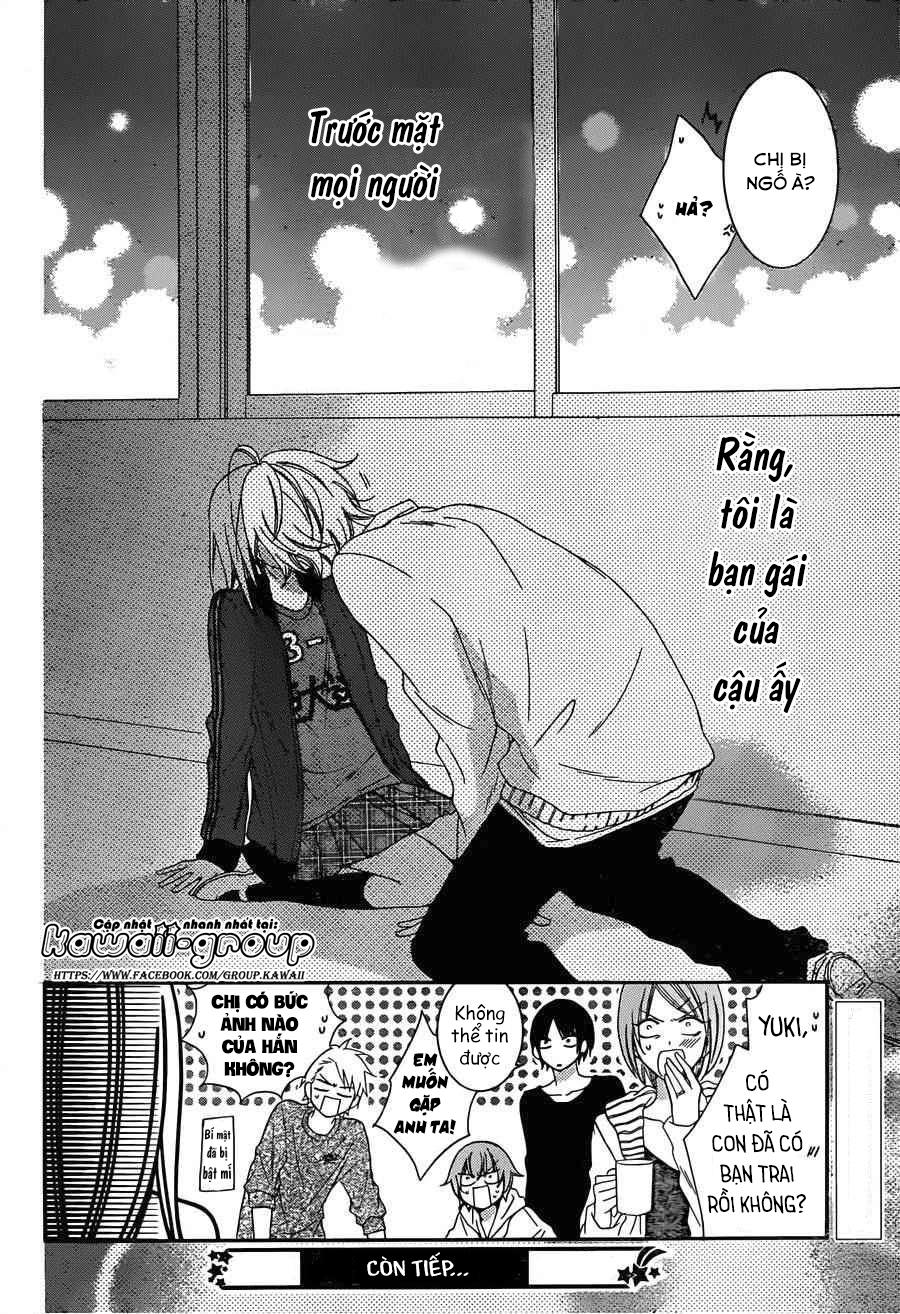 CHỊ BỊ
NGỐ À?
HẢ?
Trước mặt
mọi người
Rằng,
tôi là
bạn gái
của
cậu ấy
Cập nhật nhanh nhất tại:
kawaii-group
HTTPS://WWW.FACEBOOK.COM/GROUP.KAWAII
YUKI,
CÓ
THẬT LÀ
CON ĐÃ CÓ
BẠN TRAI
RỒI KHÔNG?
Không
thể tin
được
EM
MUỐN
GẶP
ANH TA!
CHỊ CÓ BỨC
ẢNH NÀO
CỦA HẮN
KHÔNG?
Bí mật
đã bị
bật mí
CÒN TIẾP...